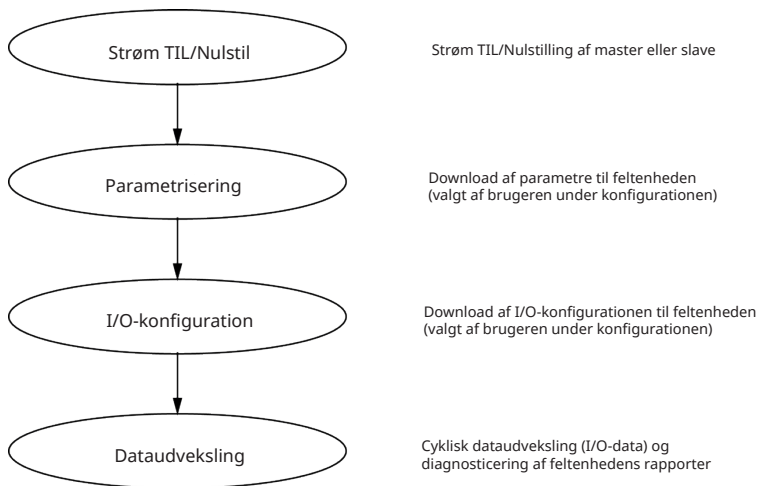 Strøm TIL/Nulstil
Strøm TIL/Nulstilling af master eller slave
Parametrisering
Download af parametre til feltenheden
(valgt af brugeren under konfigurationen)
I/O-konfiguration
Download af I/O-konfigurationen til feltenheden
(valgt af brugeren under konfigurationen)
Dataudveksling
Cyklisk dataudveksling (I/O-data) og
diagnosticering af feltenhedens rapporter